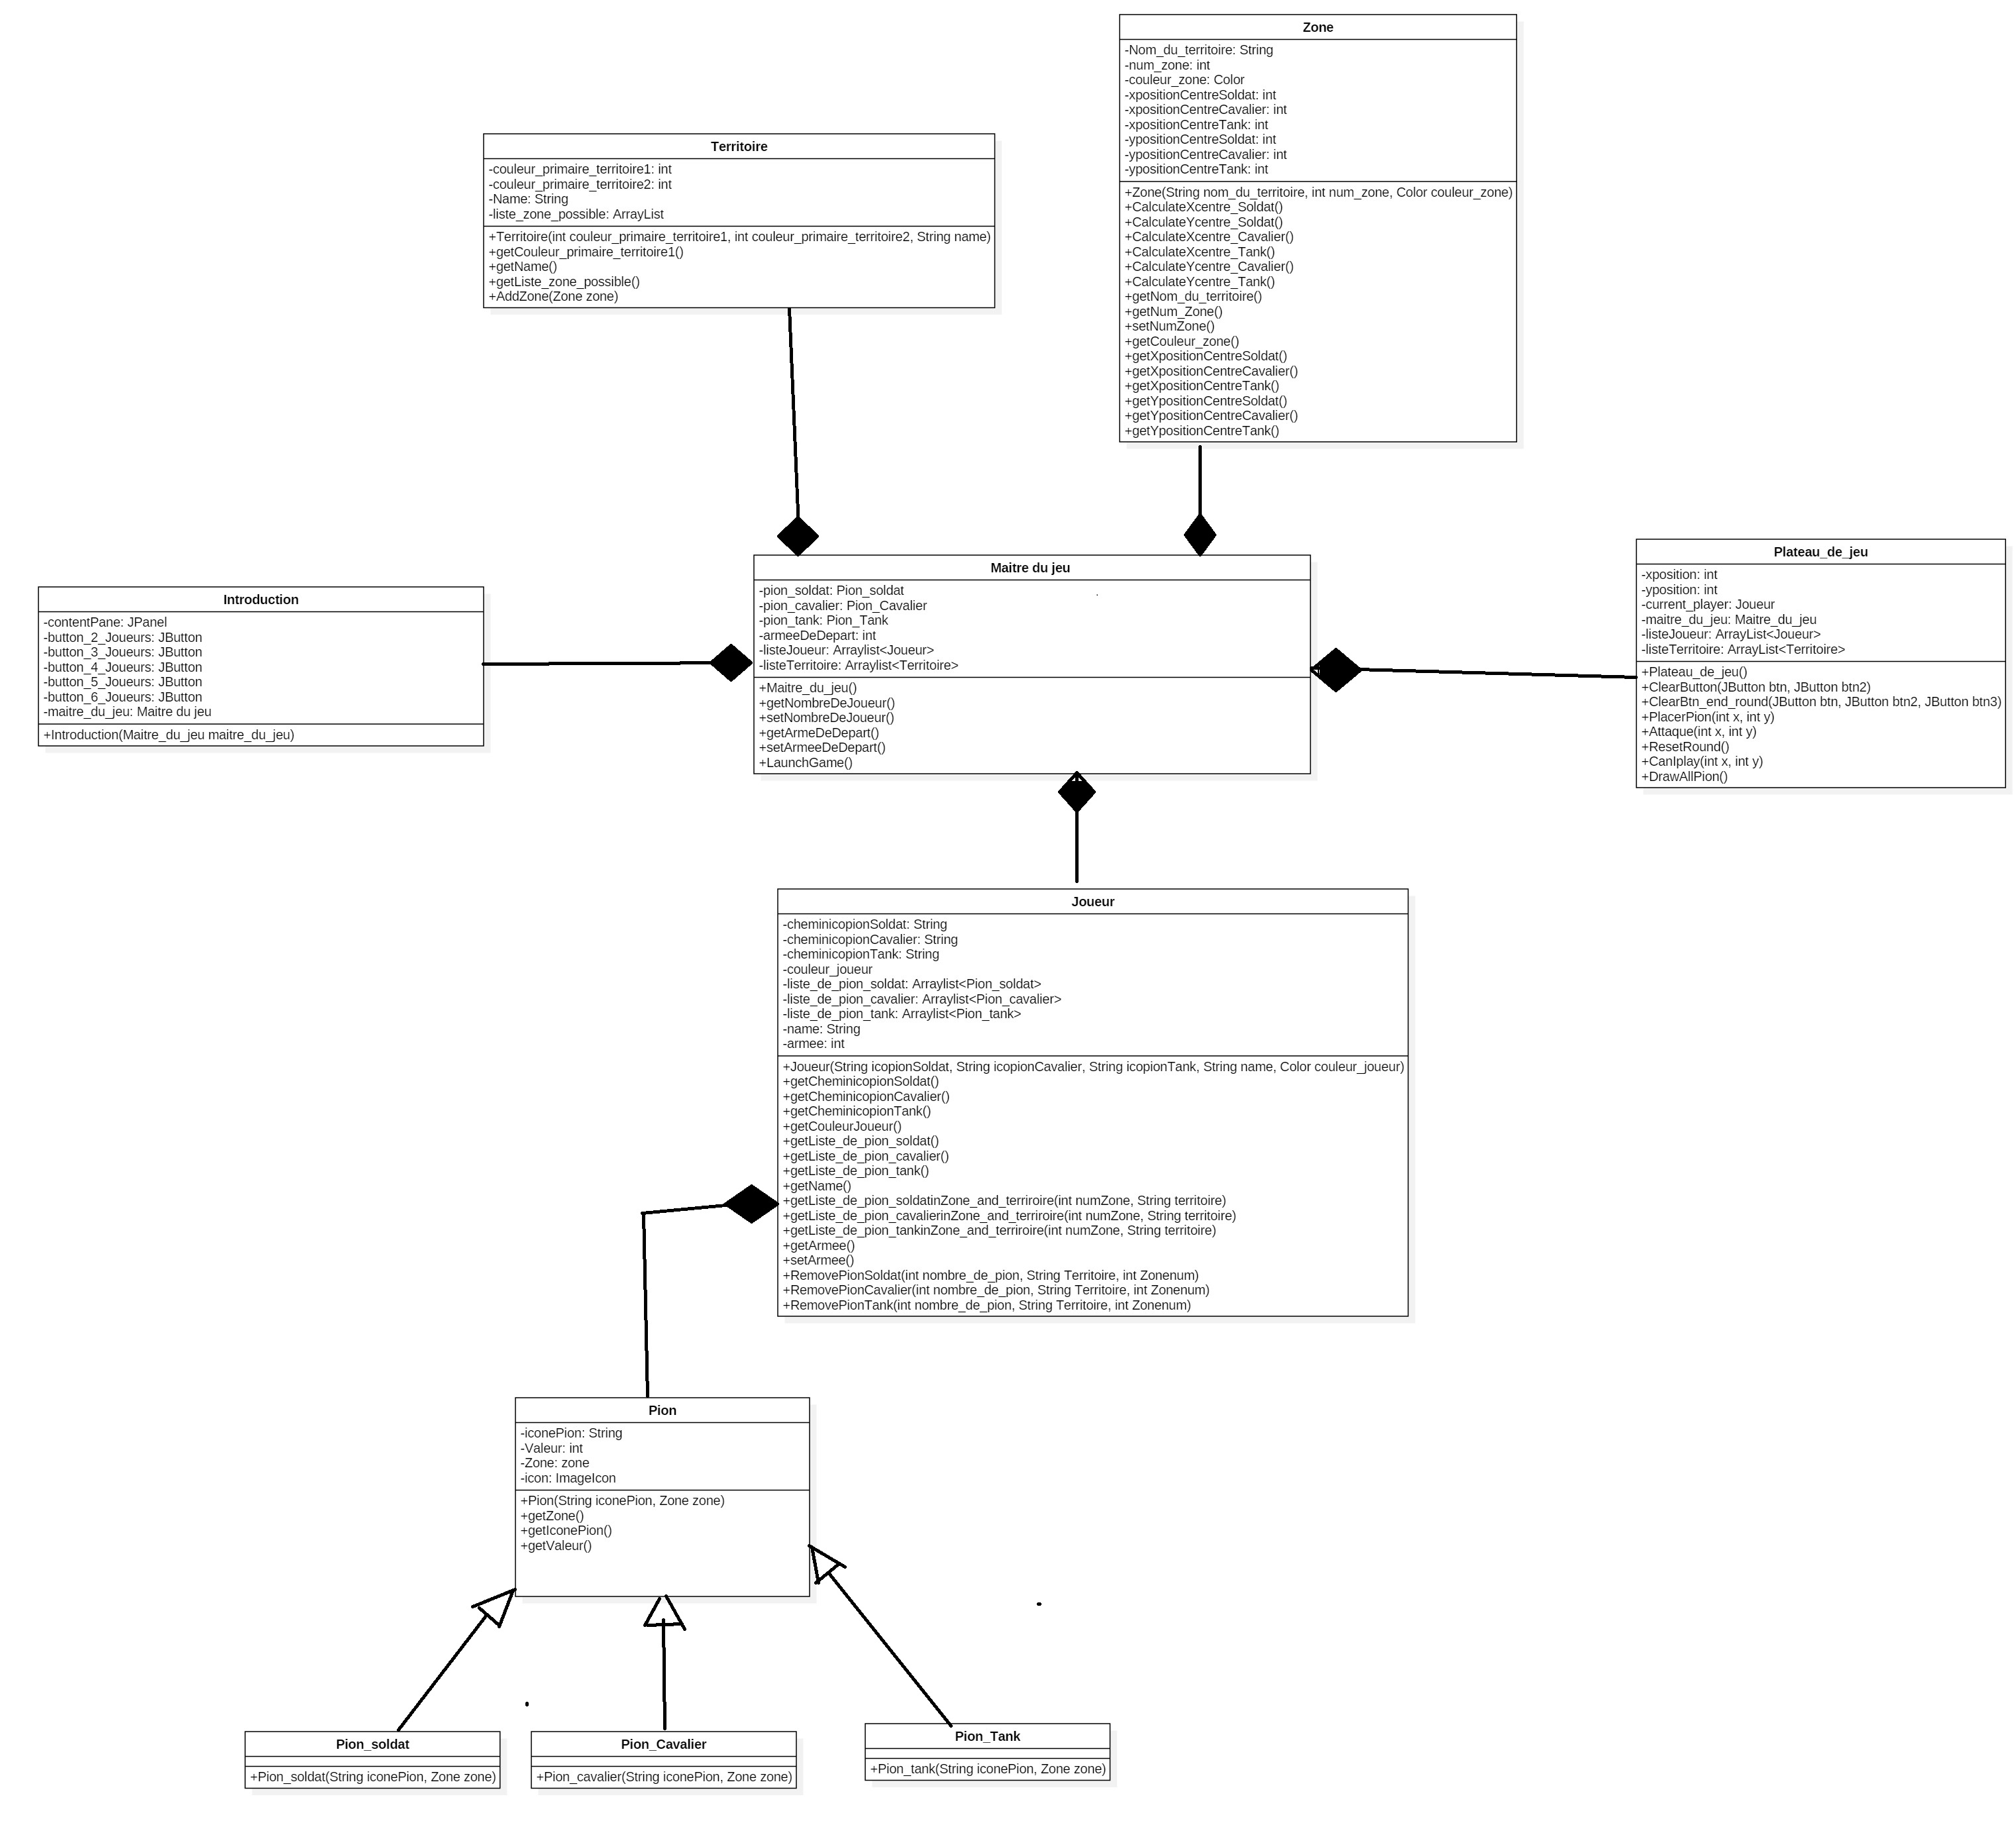 Zone
-Nom_du_territoire: String
-num_zone: int
-couleur_zone: Color
-xpositionCentreSoldat: int
-xpositionCentreCavalier: int
-xpositionCentreTank: int
-ypositionCentreSoldat: int
-ypositionCentreCavalier: int
-ypositionCentreTank: int
+Zone(String nom_du_territoire, int num_zone, Color couleur_zone)
+CalculateXcentre_Soldat()
+CalculateYcentre_Soldat()
+CalculateXcentre_Cavalier()
+CalculateXcentre_Tank()
+CalculateYcentre_Cavalier()
+CalculateYcentre_Tank()
+getNom_du_territoire()
+getNum_Zone()
+setNumZone()
+getCouleur_zone()
+getXpositionCentreSoldat()
+getXpositionCentreCavalier()
+getXpositionCentreTank()
+getYpositionCentreSoldat()
+getYpositionCentreCavalier()
+getYpositionCentreTank()
Territoire
-couleur_primaire_territoire1: int
-couleur_primaire_territoire2: int
-Name: String
-liste_zone_possible: ArrayList
+Territoire(int couleur_primaire_territoire1, int couleur_primaire_territoire2, String name)
+getCouleur_primaire_territoire1()
+getName()
+getListe_zone_possible()
+AddZone(Zone zone)
Introduction
-contentPane: JPanel
-button_2_Joueurs: JButton
-button_3_Joueurs: JButton
-button_4_Joueurs: JButton
-button_5_Joueurs: JButton
-button_6_Joueurs: JButton
-maitre_du_jeu: Maitre du jeu
+Introduction(Maitre_du_jeu maitre_du_jeu)
Maitre du jeu
-pion_soldat: Pion_soldat
-pion_cavalier: Pion_Cavalier
-pion_tank: Pion_Tank
-armeeDeDepart: int
-listeJoueur: Arraylist<Joueur>
-listeTerritoire: Arraylist<Territoire>
+Maitre_du_jeu()
+getNombreDeJoueur()
+setNombreDeJoueur()
+getArmeDeDepart()
+setArmeeDeDepart()
+LaunchGame()
Plateau_de_jeu
-xposition: int
-yposition: int
-current_player: Joueur
-maitre_du_jeu: Maitre_du_jeu
-listeJoueur: ArrayList<Joueur>
-listeTerritoire: ArrayList<Territoire>
+Plateau_de_jeu()
+ClearButton(JButton btn, JButton btn2)
+ClearBtn_end_round(JButton btn, JButton btn2, JButton btn3)
+PlacerPion(int x, int y)
+Attaque(int x, int y)
+ResetRound()
+CanIplay(int x, int y)
+DrawAllPion()
Joueur
-cheminicopionSoldat: String
-cheminicopionCavalier: String
-cheminicopionTank: String
-couleur_joueur
-liste_de_pion_soldat: Arraylist<Pion_soldat>
-liste_de_pion_cavalier: Arraylist<Pion_cavalier>
-liste_de_pion_tank: Arraylist<Pion_tank>
-name: String
-armee: int
+Joueur(String icopionSoldat, String icopionCavalier, String icopionTank, String name, Color couleur_joueur)
+getCheminicopionSoldat()
+getCheminicopionCavalier()
+getCheminicopionTank()
+getCouleurJoueur()
+getListe_de_pion_soldat()
+getListe_de_pion_cavalier()
+getListe_de_pion_tank()
+getName()
+getListe_de_pion_soldatinZone_and_terriroire(int numZone, String territoire)
+getListe_de_pion_cavalierinZone_and_terriroire(int numZone, String territoire)
+getListe_de_pion_tankinZone_and_terriroire(int numZone, String territoire)
+getArmee()
+setArmee()
+RemovePionSoldat(int nombre_de_pion, String Territoire, int Zonenum)
+RemovePionCavalier(int nombre_de_pion, String Territoire, int Zonenum)
+RemovePionTank(int nombre_de_pion, String Territoire, int Zonenum)
Pion
-iconePion: String
-Valeur: int
-Zone: zone
-icon: ImageIcon
+Pion(String iconePion, Zone zone)
+getZone()
+getIconePion()
+getValeur()
Pion_soldat
+Pion_soldat(String iconePion, Zone zone)
Pion_Cavalier
+Pion_cavalier(String iconePion, Zone zone)
Pion_Tank
+Pion_tank(String iconePion, Zone zone)